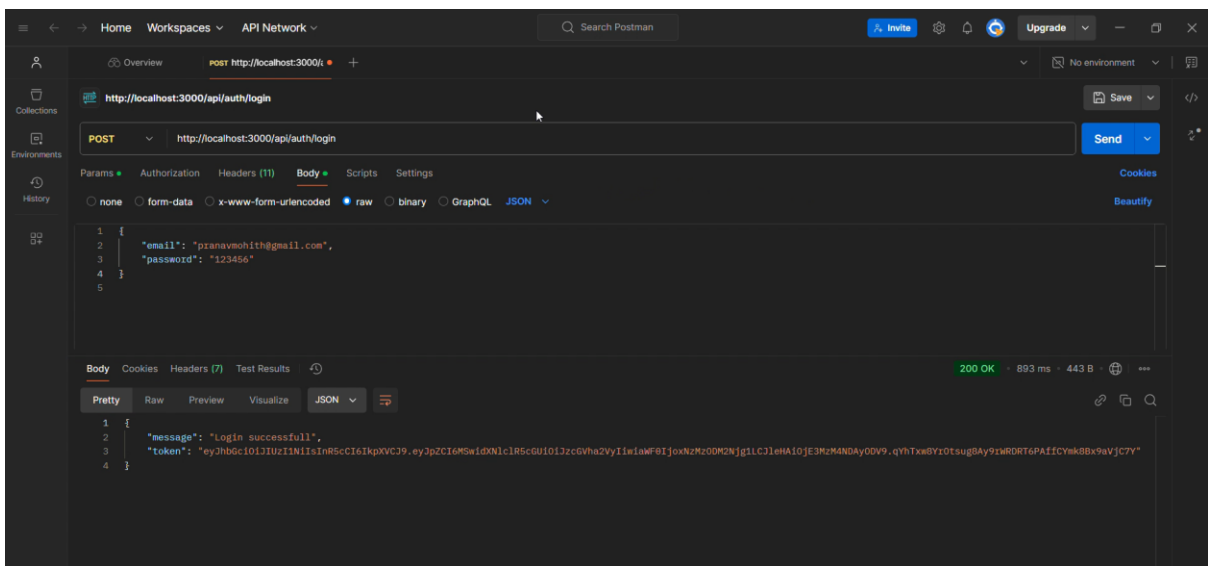 Home Workspaces API Network Search Postman Invite Upgrade
Overview POST http://localhost:3000/a No environment
http://localhost:3000/api/auth/login Save
Collections
POST http://localhost:3000/api/auth/login Send
Environments
Params Authorization Headers (11) Body Scripts Settings Cookies
History
none form-data x-www-form-urlencoded raw binary GraphQL JSON Beautify
1 {
2 "email": "pranavmohith@gmail.com",
3 "password": "123456"
4 }
5
Body Cookies Headers (7) Test Results 200 OK 893 ms 443 B
Pretty Raw Preview Visualize JSON
1 {
2 "message": "Login successfull",
3 "token":
4 }